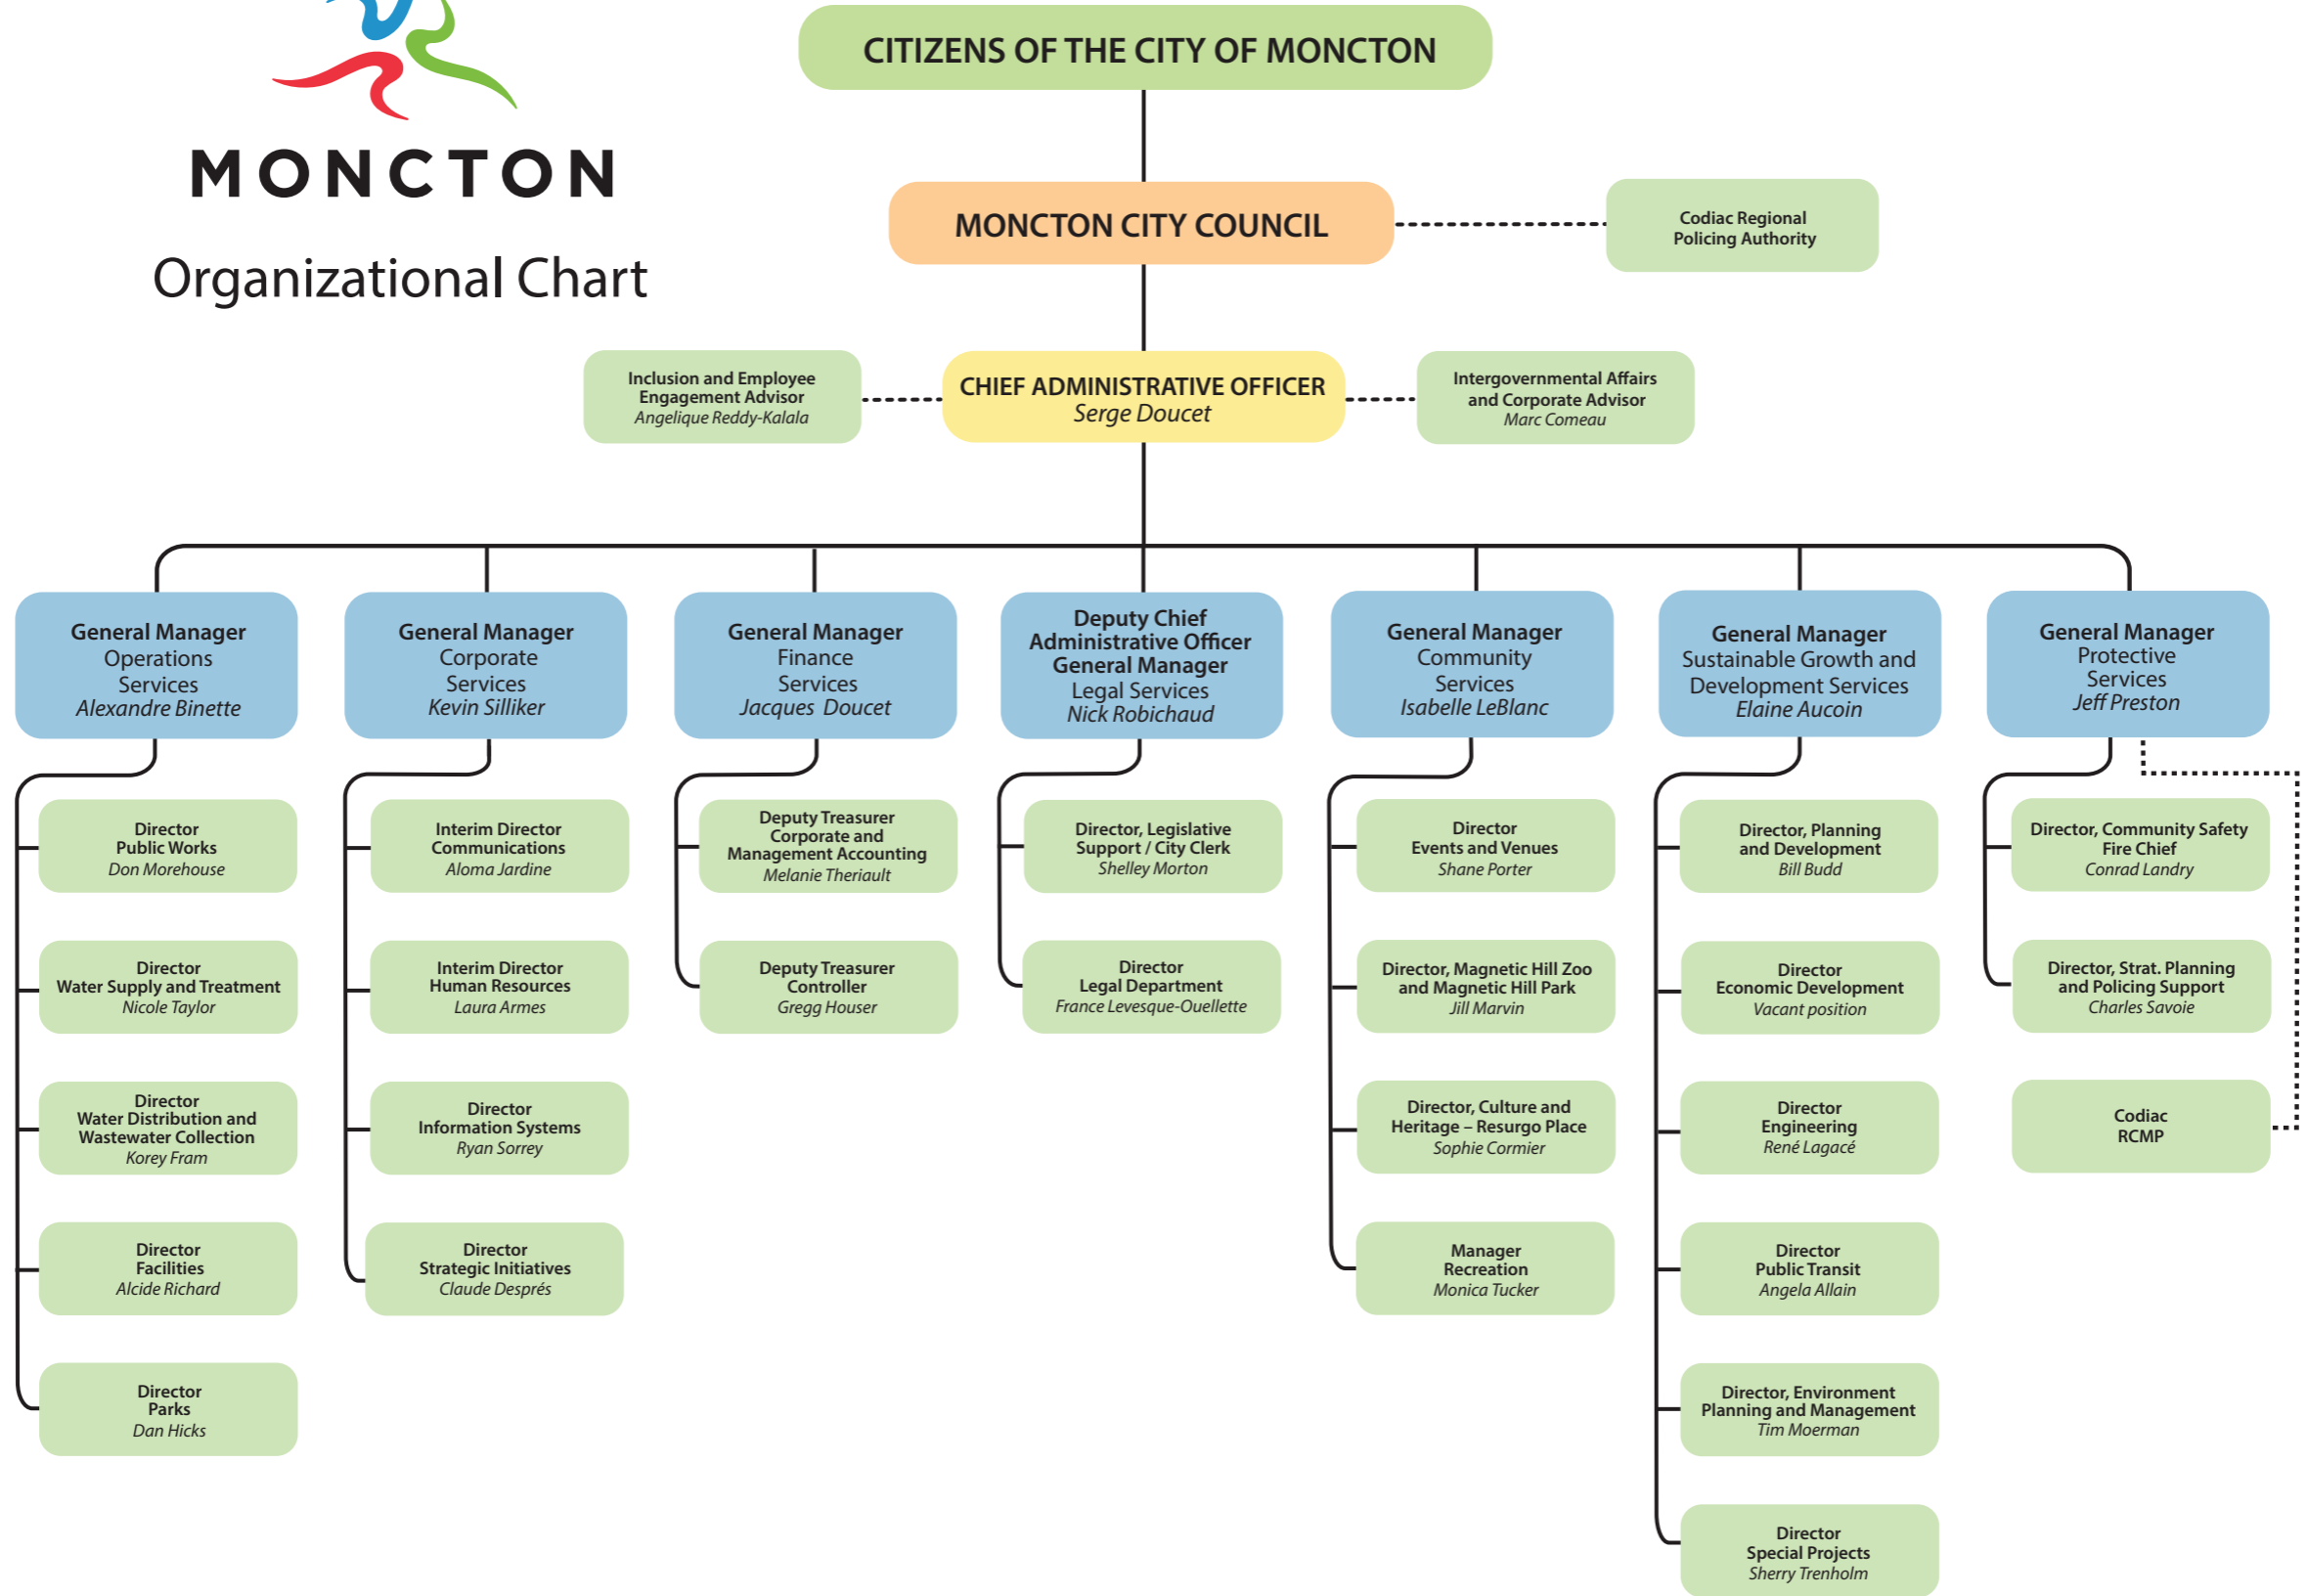 MONCTON
Organizational Chart
CITIZENS OF THE CITY OF MONCTON
MONCTON CITY COUNCIL
Codiac Regional
Policing Authority
Inclusion and Employee
Engagement Advisor
Angelique Reddy-Kalala
CHIEF ADMINISTRATIVE OFFICER
Serge Doucet
Intergovernmental Affairs
and Corporate Advisor
Marc Comeau
General Manager
Operations
Services
Alexandre Binette
General Manager
Corporate
Services
Kevin Silliker
General Manager
Finance
Services
Jacques Doucet
Deputy Chief
Administrative Officer
General Manager
Legal Services
Nick Robichaud
General Manager
Community
Services
Isabelle LeBlanc
General Manager
Sustainable Growth and
Development Services
Elaine Aucoin
General Manager
Protective
Services
Jeff Preston
Director
Public Works
Don Morehouse
Director
Water Supply and Treatment
Nicole Taylor
Director
Water Distribution and
Wastewater Collection
Korey Fram
Director
Facilities
Alcide Richard
Director
Parks
Dan Hicks
Interim Director
Communications
Aloma Jardine
Interim Director
Human Resources
Laura Armes
Director
Information Systems
Ryan Sorrey
Director
Strategic Initiatives
Claude Després
Deputy Treasurer
Corporate and
Management Accounting
Melanie Theriault
Deputy Treasurer
Controller
Gregg Houser
Director, Legislative
Support / City Clerk
Shelley Morton
Director
Legal Department
France Levesque-Ouellette
Director
Events and Venues
Shane Porter
Director, Magnetic Hill Zoo
and Magnetic Hill Park
Jill Marvin
Director, Culture and
Heritage – Resurgo Place
Sophie Cormier
Manager
Recreation
Monica Tucker
Director, Planning
and Development
Bill Budd
Director
Economic Development
Vacant position
Director
Engineering
René Lagacé
Director
Public Transit
Angela Allain
Director, Environment
Planning and Management
Tim Moerman
Director
Special Projects
Sherry Trenholm
Director, Community Safety
Fire Chief
Conrad Landry
Director, Strat. Planning
and Policing Support
Charles Savoie
Codiac
RCMP